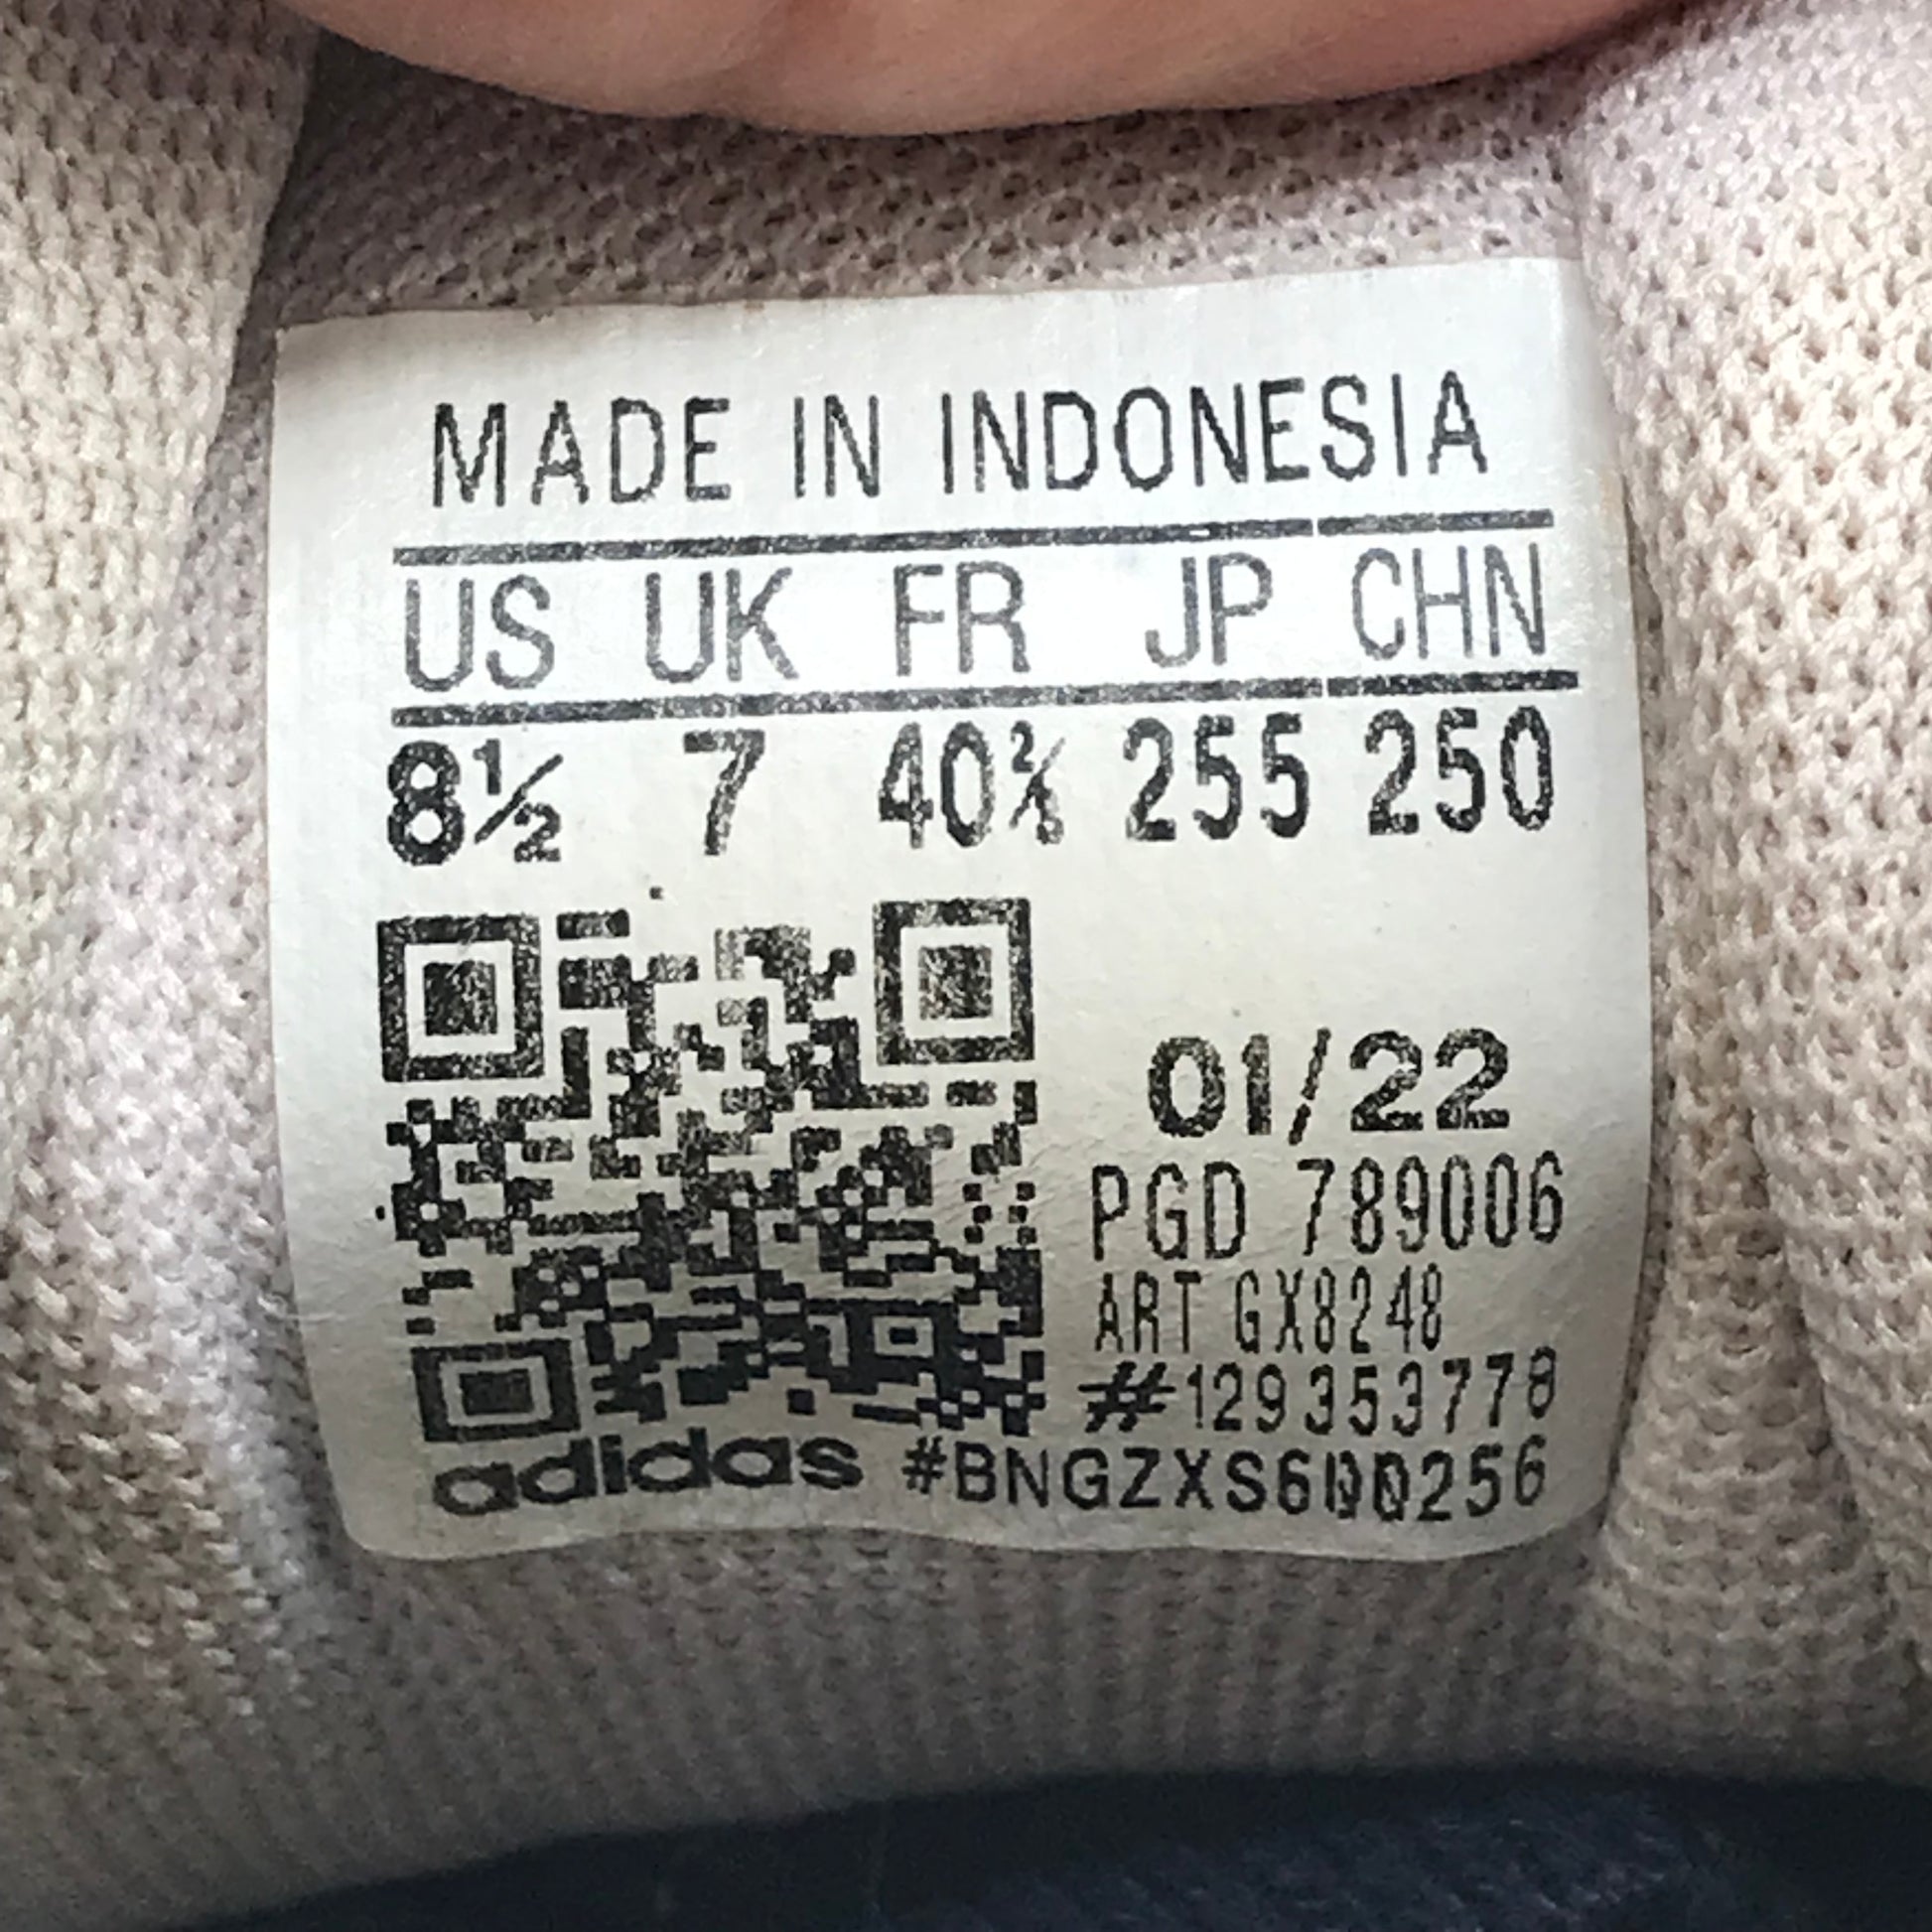 MADE IN INDONESIA
US UK FR JP CHN
8½ 7 40⅔ 255 250
01/22
PGD 789006
ART GX8248
#129353778
adidas